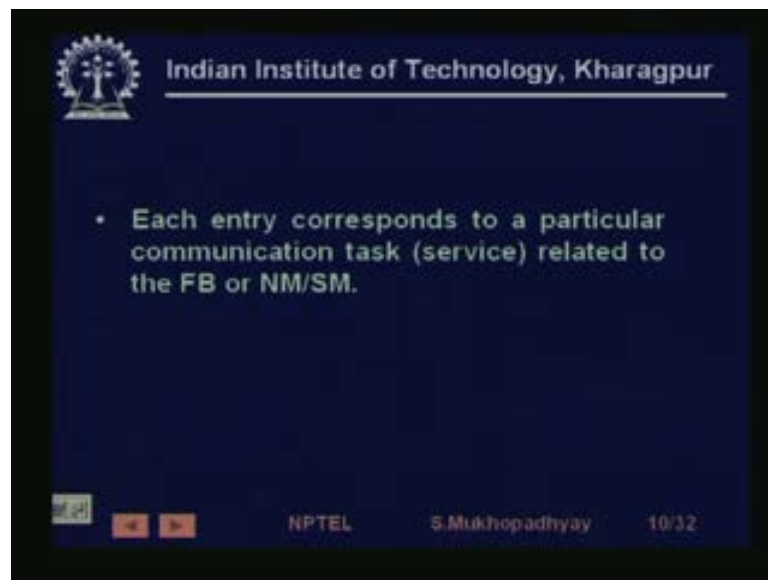 Indian Institute of Technology, Kharagpur
• Each entry corresponds to a particular
communication task (service) related to
the FB or NM/SM.
NPTEL S.Mukhopadhyay 10/32